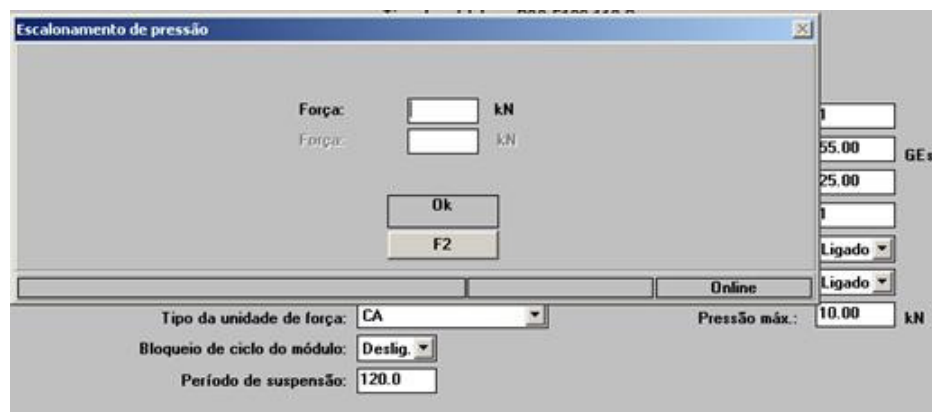 Escalonamento de pressão
Força: kN
Força: kN
Ok
F2
Online
1
55.00 GEs
25.00
1
Ligado
Ligado
Tipo da unidade de força: CA
Pressão máx.: 10.00 kN
Bloqueio de ciclo do módulo: Deslig.
Período de suspensão: 120.0